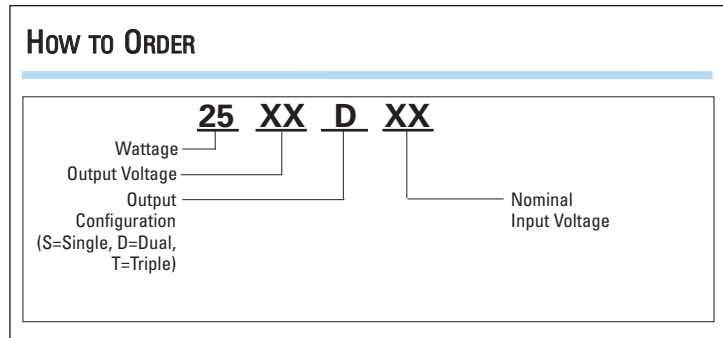 HOW TO ORDER
25 XX D XX
Wattage
Output Voltage
Output
Configuration
(S=Single, D=Dual,
T=Triple)
Nominal
Input Voltage